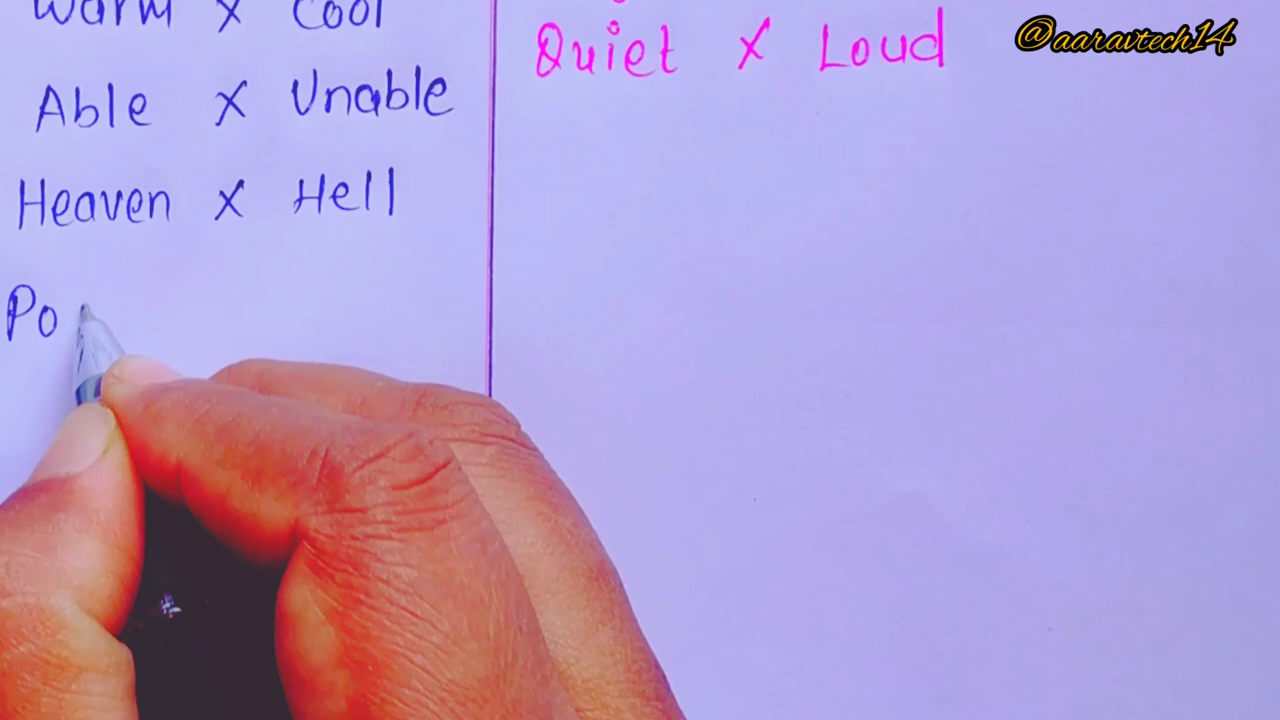 Warm X Cool
Able X Unable
Heaven X Hell
Po
Quiet X Loud
@aaravtech14